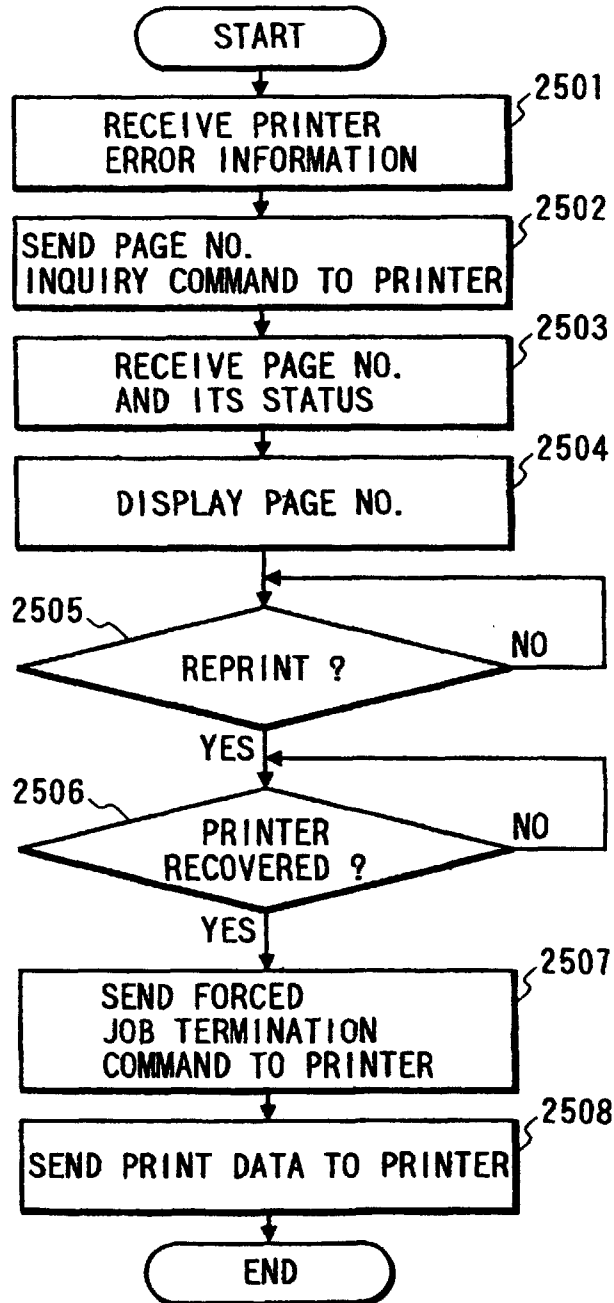 START
2501
RECEIVE PRINTER
ERROR INFORMATION
2502
SEND PAGE NO.
INQUIRY COMMAND TO PRINTER
2503
RECEIVE PAGE NO.
AND ITS STATUS
2504
DISPLAY PAGE NO.
2505
REPRINT ?
NO
YES
2506
PRINTER
RECOVERED ?
NO
YES
2507
SEND FORCED
JOB TERMINATION
COMMAND TO PRINTER
2508
SEND PRINT DATA TO PRINTER
END